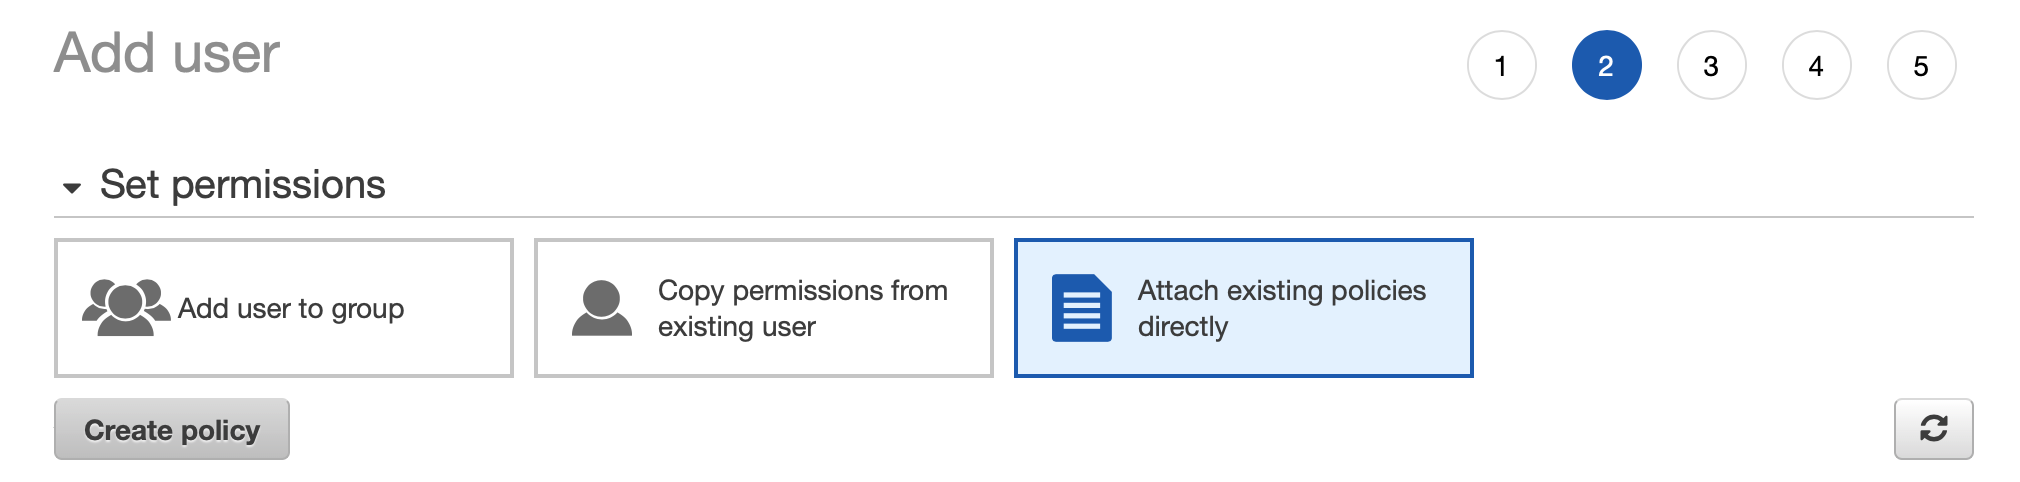 Add user
1 2 3 4 5
Set permissions
Add user to group
Copy permissions from
existing user
Attach existing policies
directly
Create policy